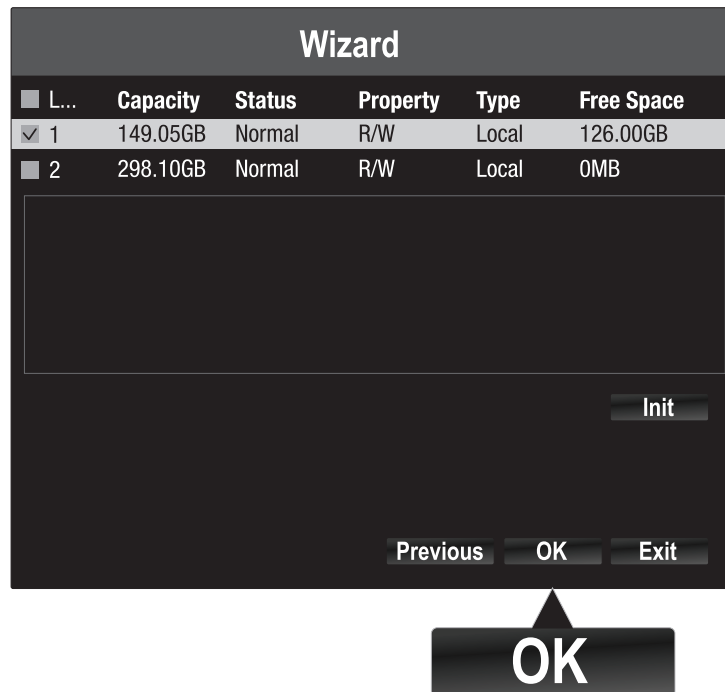 Wizard
L... Capacity Status Property Type Free Space
1 149.05GB Normal R/W Local 126.00GB
2 298.10GB Normal R/W Local 0MB
Init
Previous OK Exit
OK